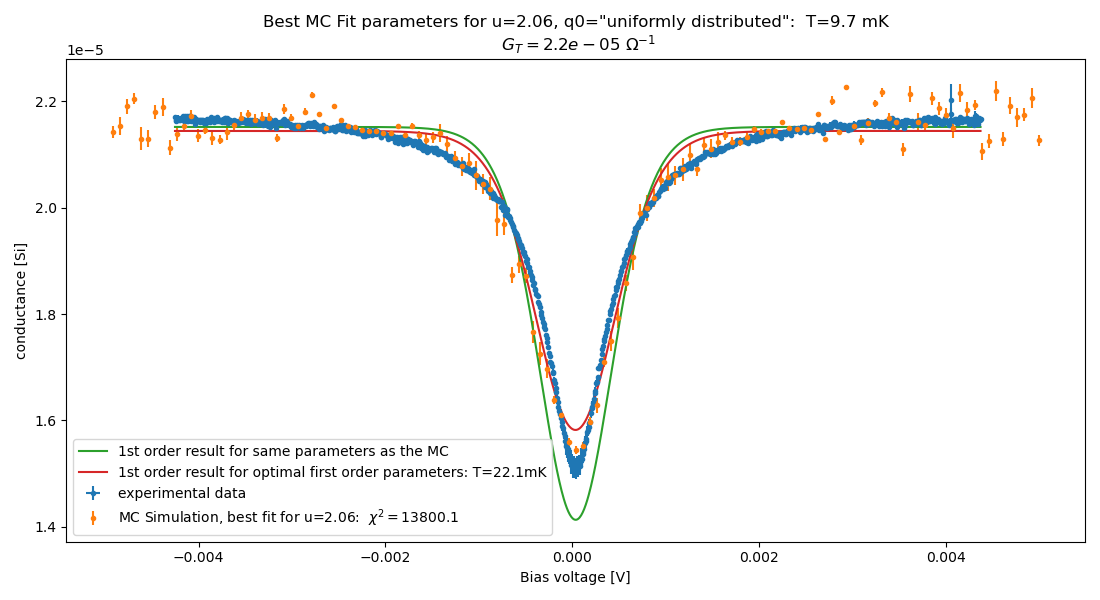 Best MC Fit parameters for u=2.06, q0="uniformly distributed":  T=9.7 mK
G_T = 2.2e − 05 Ω⁻¹
1e−5
2.2
2.0
1.8
1.6
1.4
conductance [Si]
1st order result for same parameters as the MC
1st order result for optimal first order parameters: T=22.1mK
experimental data
MC Simulation, best fit for u=2.06:  χ² = 13800.1
−0.004
−0.002
0.000
0.002
0.004
Bias voltage [V]